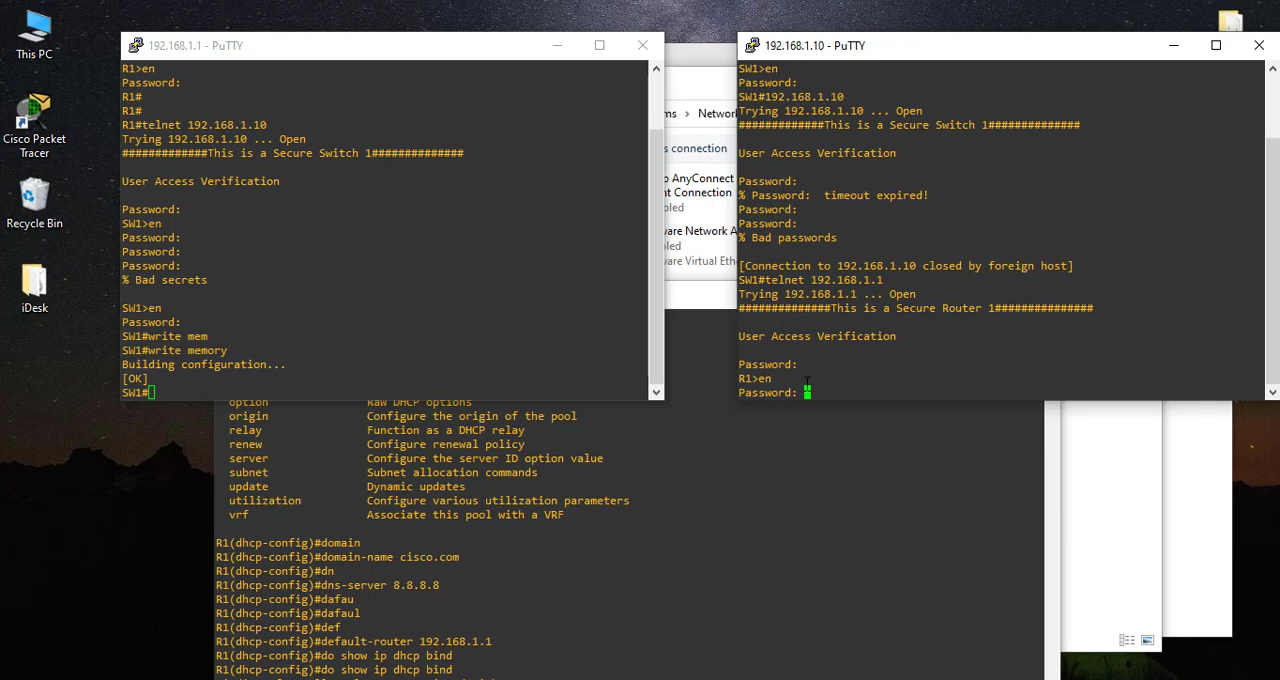 This PC
Cisco Packet
Tracer
Recycle Bin
iDesk
192.168.1.1 - PuTTY
R1>en
Password:
R1#
R1#
R1#telnet 192.168.1.10
Trying 192.168.1.10 ... Open
#############This is a Secure Switch 1##############
User Access Verification
Password:
SW1>en
Password:
Password:
Password:
% Bad secrets
SW1>en
Password:
SW1#write mem
SW1#write memory
Building configuration...
[OK]
SW1#
ms > Network
s connection
o AnyConnect
nt Connection
bled
ware Network A
bled
ware Virtual Eth
192.168.1.10 - PuTTY
SW1>en
Password:
SW1#192.168.1.10
Trying 192.168.1.10 ... Open
#############This is a Secure Switch 1##############
User Access Verification
Password:
% Password:  timeout expired!
Password:
Password:
% Bad passwords
[Connection to 192.168.1.10 closed by foreign host]
SW1#telnet 192.168.1.1
Trying 192.168.1.1 ... Open
##############This is a Secure Router 1###############
User Access Verification
Password:
R1>en
Password:
option Raw DHCP options
origin Configure the origin of the pool
relay Function as a DHCP relay
renew Configure renewal policy
server Configure the server ID option value
subnet Subnet allocation commands
update Dynamic updates
utilization Configure various utilization parameters
vrf Associate this pool with a VRF
R1(dhcp-config)#domain
R1(dhcp-config)#domain-name cisco.com
R1(dhcp-config)#dn
R1(dhcp-config)#dns-server 8.8.8.8
R1(dhcp-config)#dafau
R1(dhcp-config)#dafaul
R1(dhcp-config)#def
R1(dhcp-config)#default-router 192.168.1.1
R1(dhcp-config)#do show ip dhcp bind
R1(dhcp-config)#do show ip dhcp bind